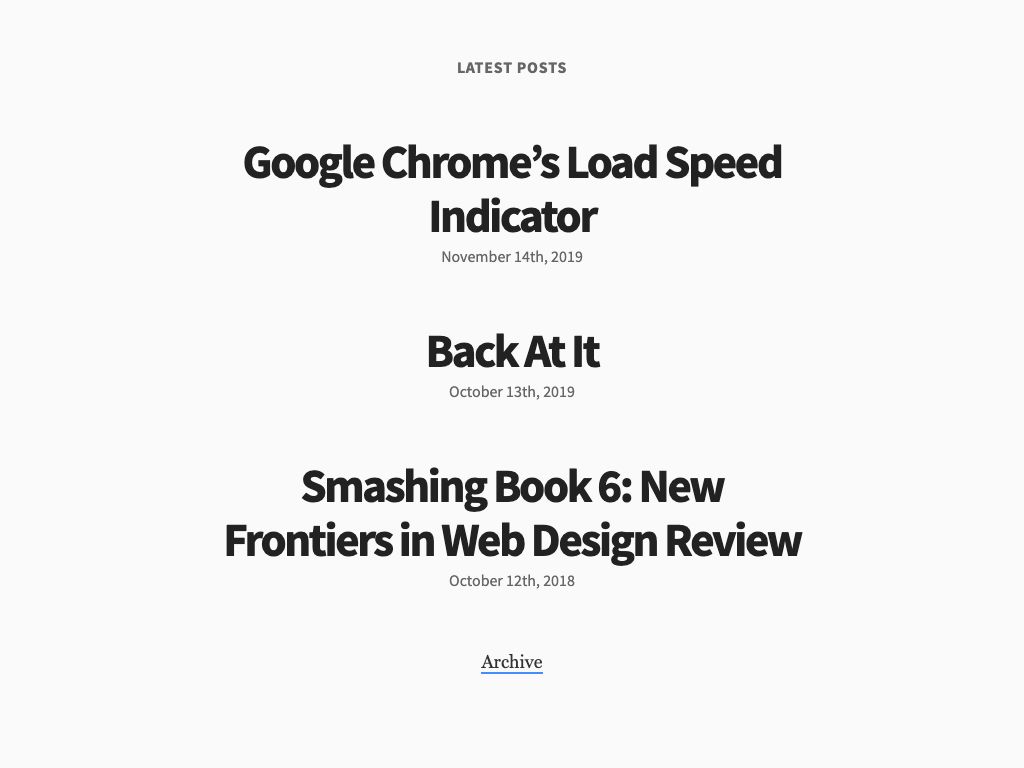 LATEST POSTS
Google Chrome’s Load Speed
Indicator
November 14th, 2019
Back At It
October 13th, 2019
Smashing Book 6: New
Frontiers in Web Design Review
October 12th, 2018
Archive